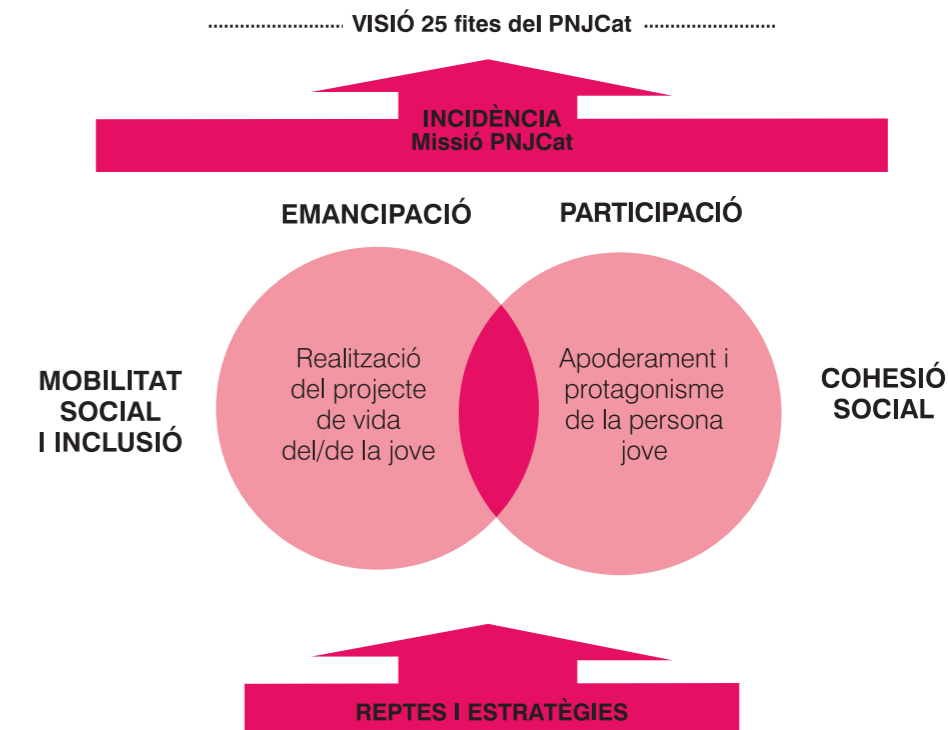 VISIÓ 25 fites del PNJCat
INCIDÈNCIA
Missió PNJCat
EMANCIPACIÓ
PARTICIPACIÓ
MOBILITAT
SOCIAL
I INCLUSIÓ
Realització
del projecte
de vida
del/de la jove
Apoderament i
protagonisme
de la persona
jove
COHESIÓ
SOCIAL
REPTES I ESTRATÈGIES